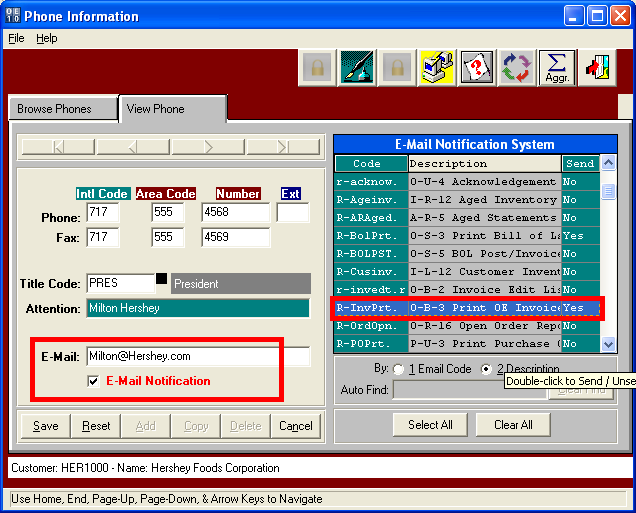 OE
10
Phone Information
File Help
Σ
Aggr.
Browse Phones
View Phone
Intl Code Area Code Number Ext
Phone: 717 555 4568
Fax: 717 555 4569
Title Code: PRES President
Attention: Milton Hershey
E-Mail: Milton@Hershey.com
E-Mail Notification
Save Reset Add Copy Delete Cancel
E-Mail Notification System
Code Description Send
r-acknow. O-U-4 Acknowledgement No
R-Ageinv. I-R-12 Aged Inventory No
R-ARAged. A-R-5 Aged Statements No
R-BolPrt. O-S-3 Print Bill of La Yes
R-BOLPST. O-S-5 BOL Post/Invoice No
R-Cusinv. I-L-12 Customer Invent No
r-invedt.r O-B-2 Invoice Edit Lis No
R-InvPrt. O-B-3 Print OE Invoice Yes
R-OrdOpn. O-R-16 Open Order Repo No
R-POPrt. P-U-3 Print Purchase O No
By: 1 Email Code 2 Description
Double-click to Send / Unse
Auto Find: Clear Find
Select All Clear All
Customer: HER1000 - Name: Hershey Foods Corporation
Use Home, End, Page-Up, Page-Down, & Arrow Keys to Navigate